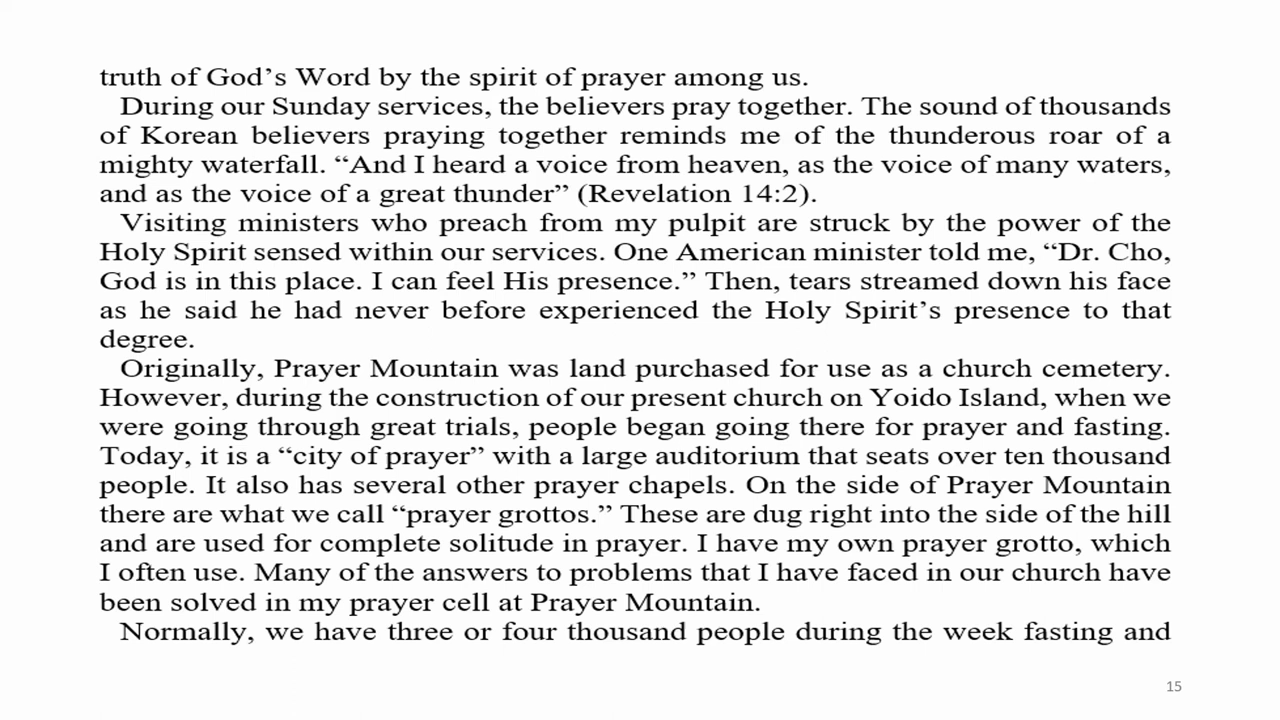 truth of God’s Word by the spirit of prayer among us.
During our Sunday services, the believers pray together. The sound of thousands
of Korean believers praying together reminds me of the thunderous roar of a
mighty waterfall. “And I heard a voice from heaven, as the voice of many waters,
and as the voice of a great thunder” (Revelation 14:2).
Visiting ministers who preach from my pulpit are struck by the power of the
Holy Spirit sensed within our services. One American minister told me, “Dr. Cho,
God is in this place. I can feel His presence.” Then, tears streamed down his face
as he said he had never before experienced the Holy Spirit’s presence to that
degree.
Originally, Prayer Mountain was land purchased for use as a church cemetery.
However, during the construction of our present church on Yoido Island, when we
were going through great trials, people began going there for prayer and fasting.
Today, it is a “city of prayer” with a large auditorium that seats over ten thousand
people. It also has several other prayer chapels. On the side of Prayer Mountain
there are what we call “prayer grottos.” These are dug right into the side of the hill
and are used for complete solitude in prayer. I have my own prayer grotto, which
I often use. Many of the answers to problems that I have faced in our church have
been solved in my prayer cell at Prayer Mountain.
Normally, we have three or four thousand people during the week fasting and
15